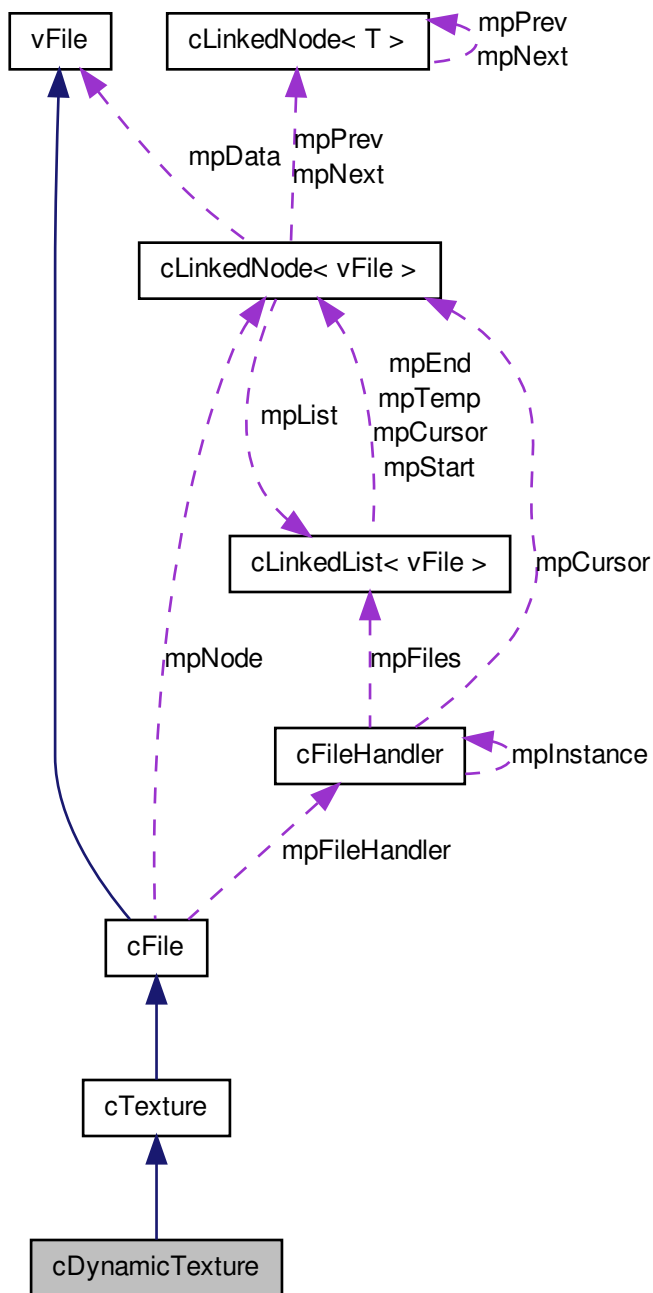 vFile
cLinkedNode< T >
mpPrev
mpNext
mpData
mpPrev
mpNext
cLinkedNode< vFile >
mpList
mpEnd
mpTemp
mpCursor
mpStart
cLinkedList< vFile >
mpCursor
mpNode
mpFiles
cFileHandler
mpInstance
mpFileHandler
cFile
cTexture
cDynamicTexture